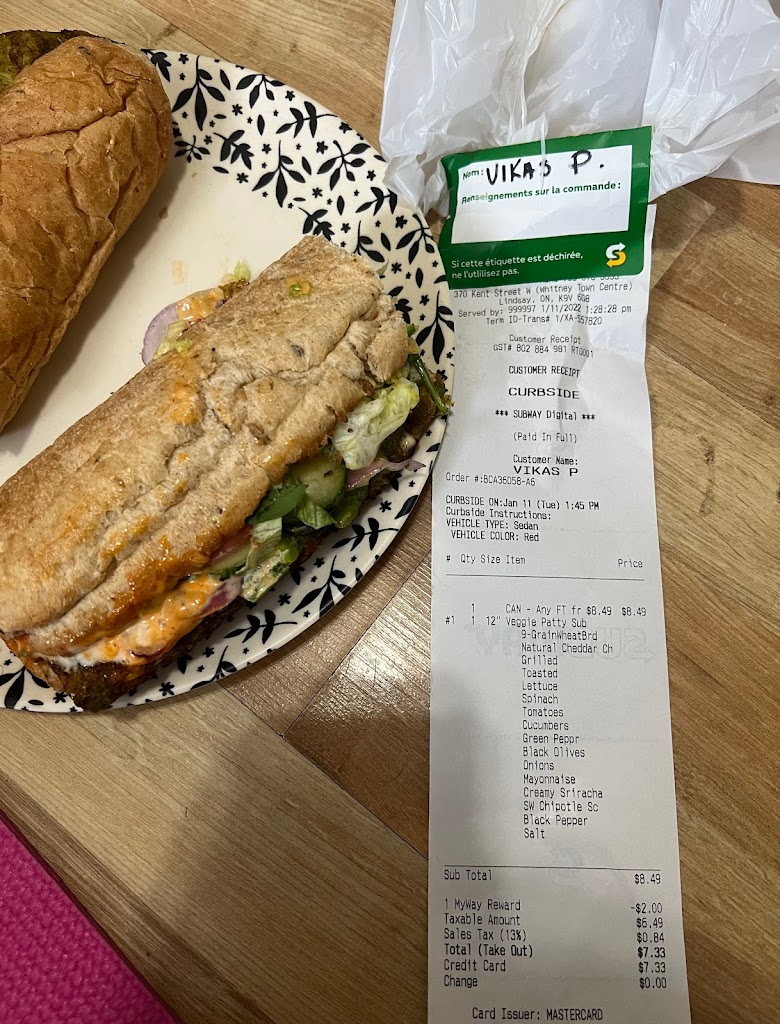 Nom: VIKAS P.
Renseignements sur la commande:
Si cette étiquette est déchirée,
ne l'utlisez pas.
S
370 Kent Street W (Whitney Town Centre)
Lindsay, ON, K9V 6G8
Served by: 999997 1/11/2022 1:28:28 pm
Term ID-Trans# 1/XA-557820
Customer Receipt
GST# 802 884 981 RT0001
CUSTOMER RECEIPT
CURBSIDE
*** SUBWAY Digital ***
(Paid In Full)
Customer Name:
VIKAS P
Order #:BCA36D5B-A6
CURBSIDE ON:Jan 11 (Tue) 1:45 PM
Curbside Instructions:
VEHICLE TYPE: Sedan
VEHICLE COLOR: Red
# Qty Size Item Price
1 CAN - Any FT fr $8.49 $8.49
#1 1 12" Veggie Patty Sub
9-GrainWheatBrd
Natural Cheddar Ch
Grilled
Toasted
Lettuce
Spinach
Tomatoes
Cucumbers
Green Peppr
Black Olives
Onions
Mayonnaise
Creamy Sriracha
SW Chipotle Sc
Black Pepper
Salt
Sub Total $8.49
1 MyWay Reward -$2.00
Taxable Amount $6.49
Sales Tax (13%) $0.84
Total (Take Out) $7.33
Credit Card $7.33
Change $0.00
Card Issuer: MASTERCARD